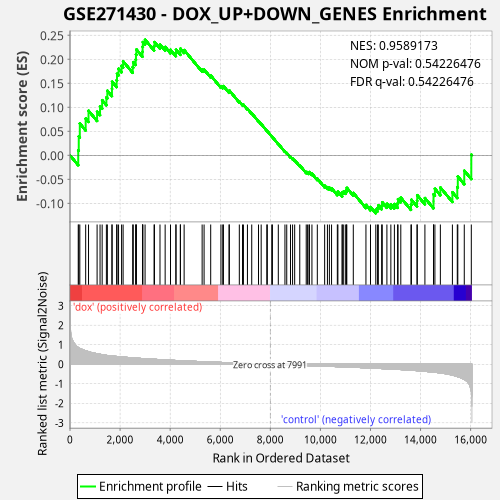 GSE271430 - DOX_UP+DOWN_GENES Enrichment
NES: 0.9589173
NOM p-val: 0.54226476
FDR q-val: 0.54226476
Enrichment score (ES)
0.25
0.20
0.15
0.10
0.05
0.00
-0.05
-0.10
'dox' (positively correlated)
Ranked list metric (Signal2Noise)
3
2
1
0
-1
-2
-3
Zero cross at 7991
'control' (negatively correlated)
0
2,000
4,000
6,000
8,000
10,000
12,000
14,000
16,000
Rank in Ordered Dataset
Enrichment profile
Hits
Ranking metric scores